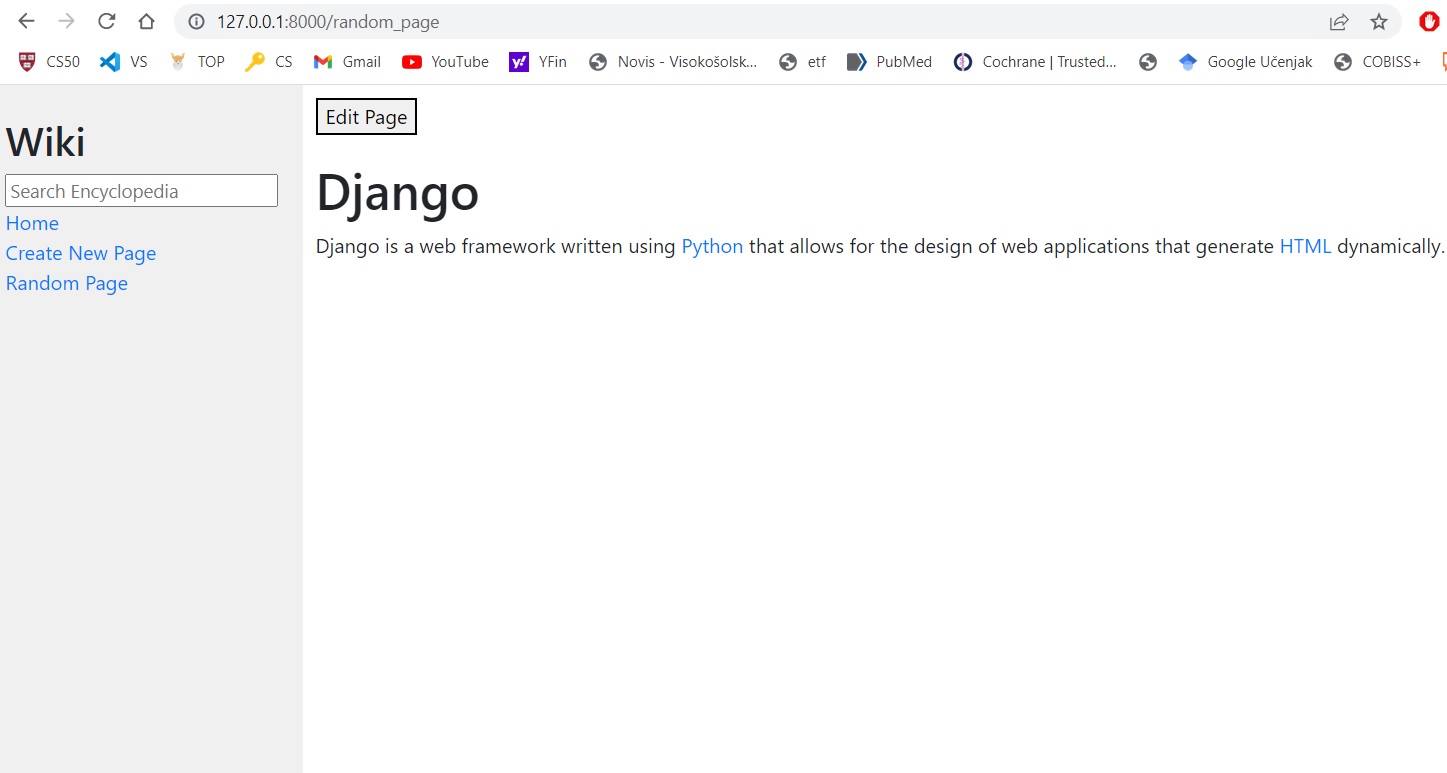 127.0.0.1:8000/random_page
CS50 VS TOP CS Gmail YouTube YFin Novis - Visokošolsk... etf PubMed Cochrane | Trusted... Google Učenjak COBISS+
Edit Page
Wiki
Django
Search Encyclopedia
Home
Django is a web framework written using Python that allows for the design of web applications that generate HTML dynamically.
Create New Page
Random Page